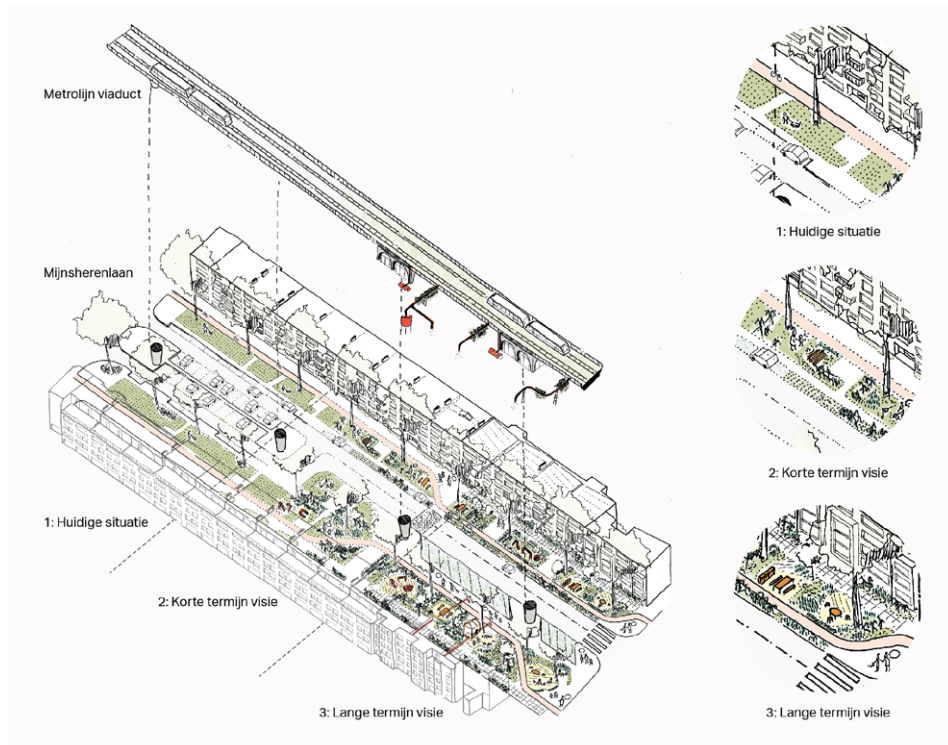 Metrolijn viaduct
Mijnsherenlaan
1: Huidige situatie
2: Korte termijn visie
3: Lange termijn visie
1: Huidige situatie
2: Korte termijn visie
3: Lange termijn visie